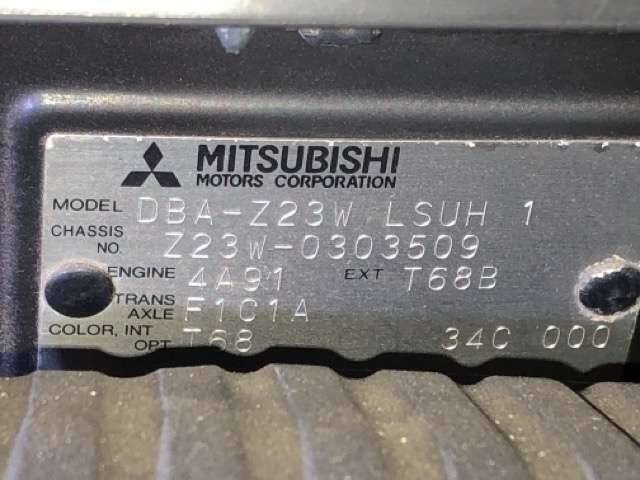 MITSUBISHI
MOTORS CORPORATION
MODEL DBA-Z23W LSUH 1
CHASSIS NO. Z23W-0303509
ENGINE 4A91 EXT T68B
TRANS AXLE F1C1A
COLOR, INT OPT T68 34C 000